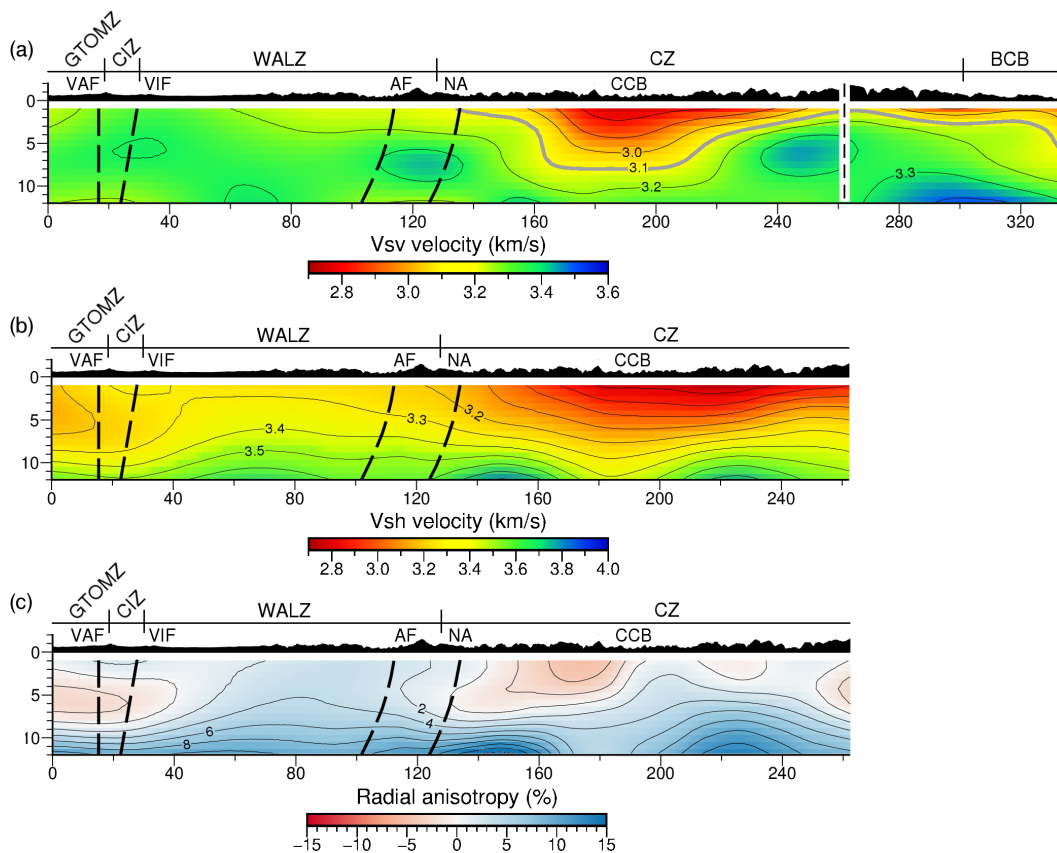 (a)
GTOMZ CIZ WALZ CZ BCB
VAF VIF AF NA CCB
0
5
10
3.0
3.1
3.2
3.3
0 40 80 120 160 200 240 280 320
Vsv velocity (km/s)
2.8 3.0 3.2 3.4 3.6
(b)
GTOMZ CIZ WALZ CZ
VAF VIF AF NA CCB
0
5
10
3.2
3.3
3.4
3.5
0 40 80 120 160 200 240
Vsh velocity (km/s)
2.8 3.0 3.2 3.4 3.6 3.8 4.0
(c)
GTOMZ CIZ WALZ CZ
VAF VIF AF NA CCB
0
5
10
2
4
6
8
0 40 80 120 160 200 240
Radial anisotropy (%)
−15 −10 −5 0 5 10 15